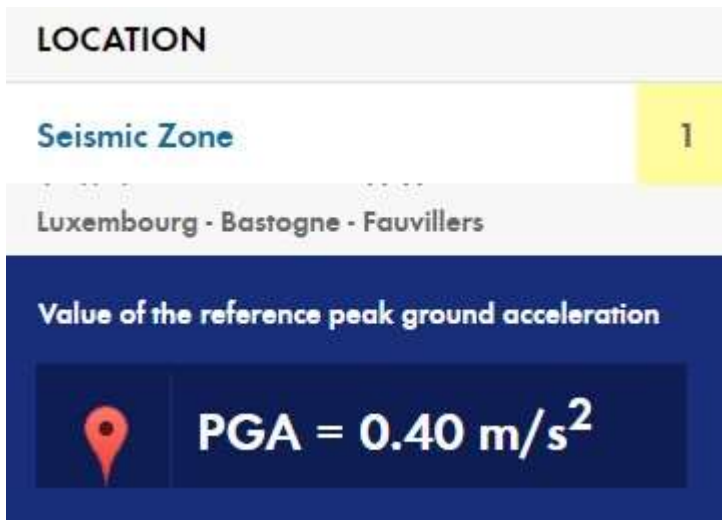 LOCATION
Seismic Zone 1
Luxembourg - Bastogne - Fauvillers
Value of the reference peak ground acceleration
PGA = 0.40 m/s²